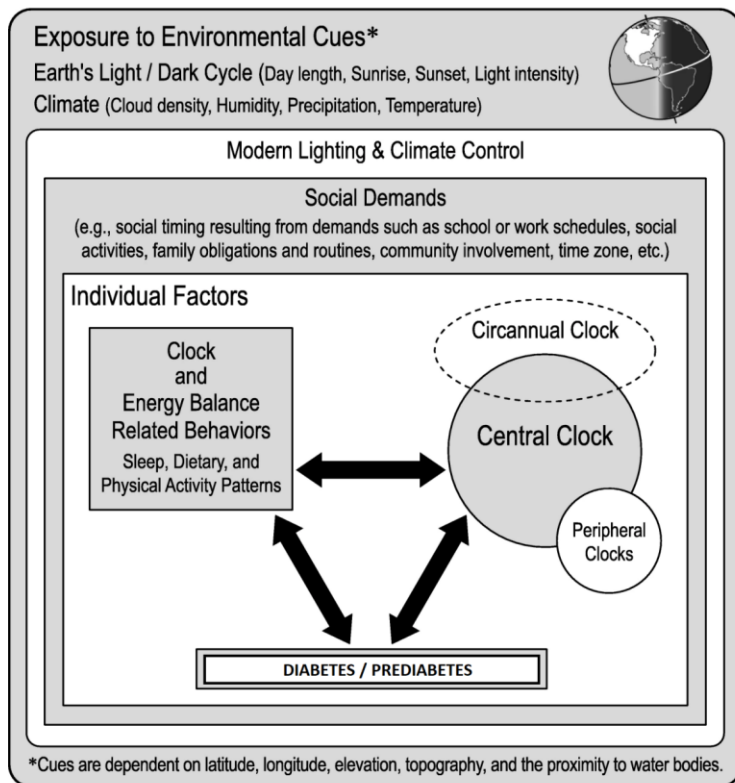 Exposure to Environmental Cues*
Earth's Light / Dark Cycle (Day length, Sunrise, Sunset, Light intensity)
Climate (Cloud density, Humidity, Precipitation, Temperature)
Modern Lighting & Climate Control
Social Demands
(e.g., social timing resulting from demands such as school or work schedules, social
activities, family obligations and routines, community involvement, time zone, etc.)
Individual Factors
Clock
and
Energy Balance
Related Behaviors
Sleep, Dietary, and
Physical Activity Patterns
Circannual Clock
Central Clock
Peripheral
Clocks
DIABETES / PREDIABETES
*Cues are dependent on latitude, longitude, elevation, topography, and the proximity to water bodies.